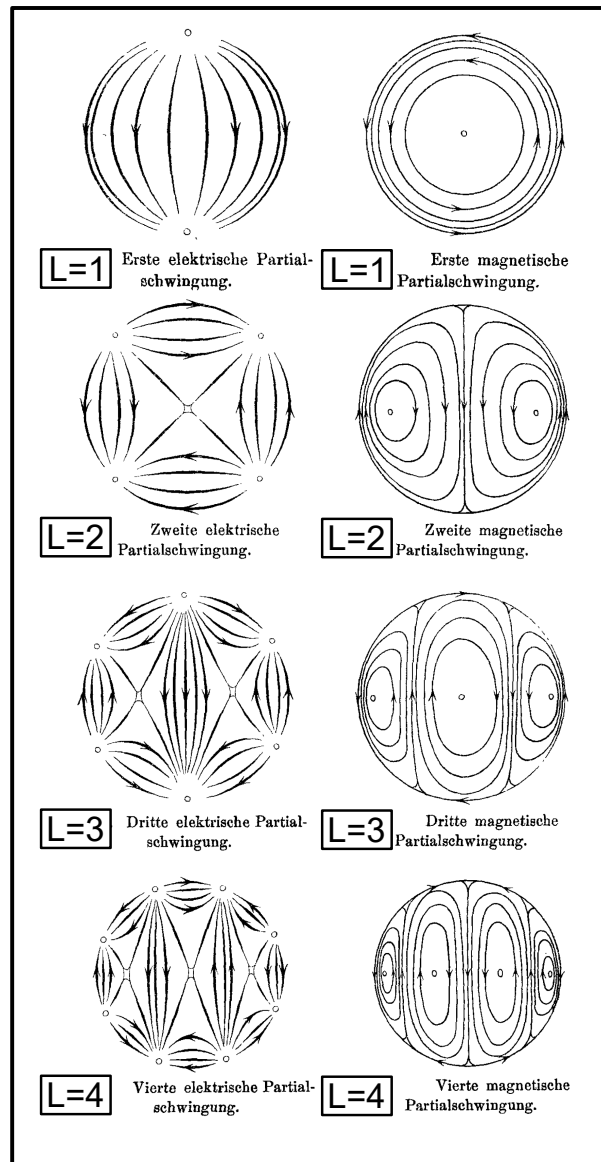 L=1
Erste elektrische Partial-
schwingung.
L=1
Erste magnetische
Partialschwingung.
L=2
Zweite elektrische
Partialschwingung.
L=2
Zweite magnetische
Partialschwingung.
L=3
Dritte elektrische Partial-
schwingung.
L=3
Dritte magnetische
Partialschwingung.
L=4
Vierte elektrische Partial-
schwingung.
L=4
Vierte magnetische
Partialschwingung.